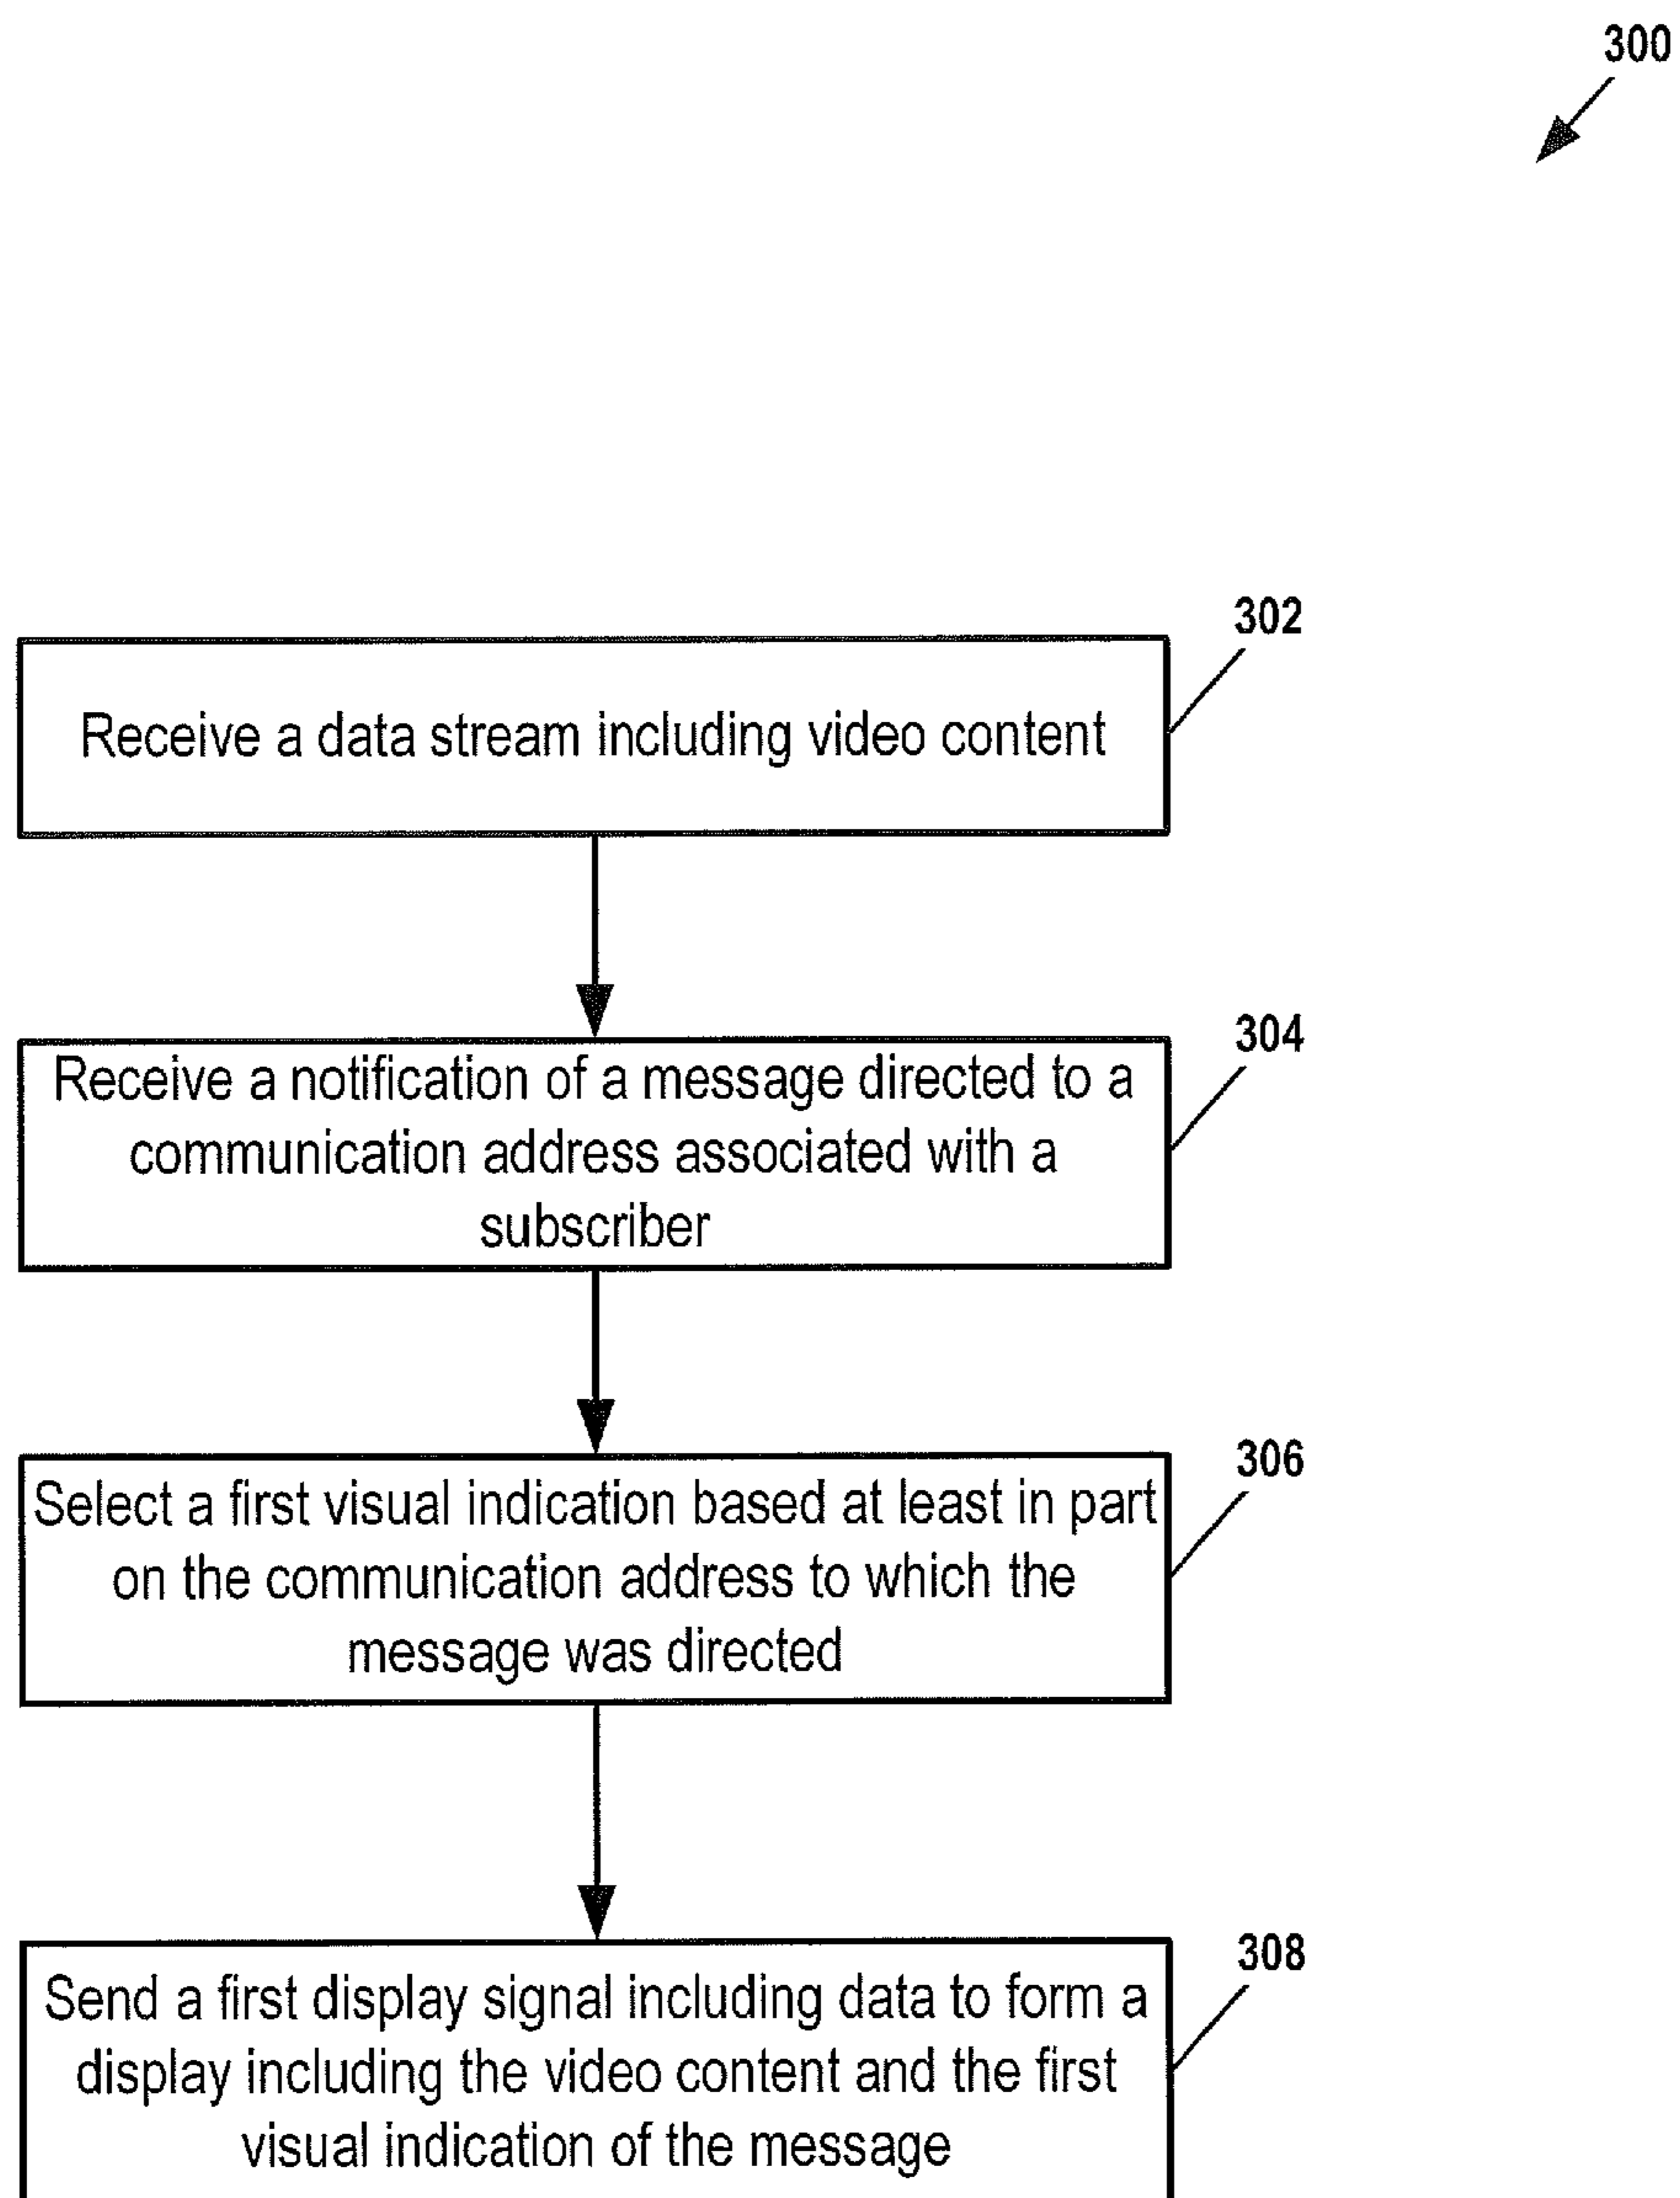 300
302
Receive a data stream including video content
304
Receive a notification of a message directed to a
communication address associated with a
subscriber
306
Select a first visual indication based at least in part
on the communication address to which the
message was directed
308
Send a first display signal including data to form a
display including the video content and the first
visual indication of the message